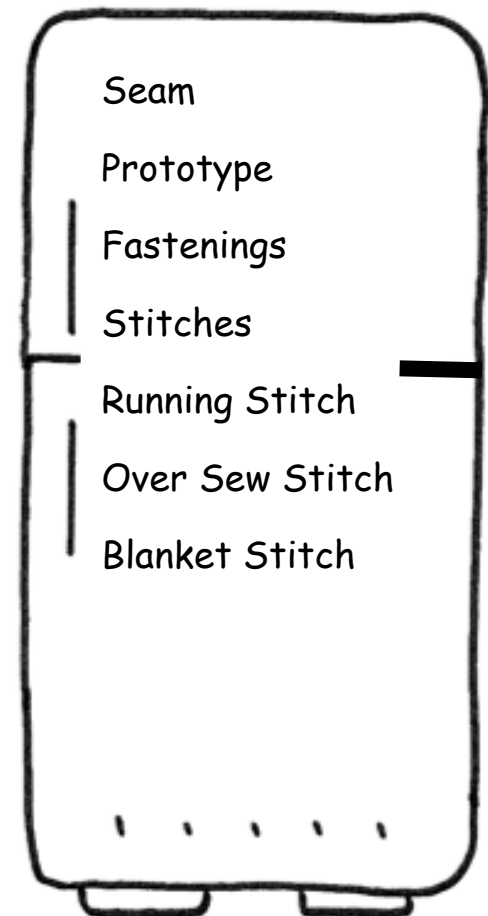 Seam
Prototype
Fastenings
Stitches
Running Stitch
Over Sew Stitch
Blanket Stitch